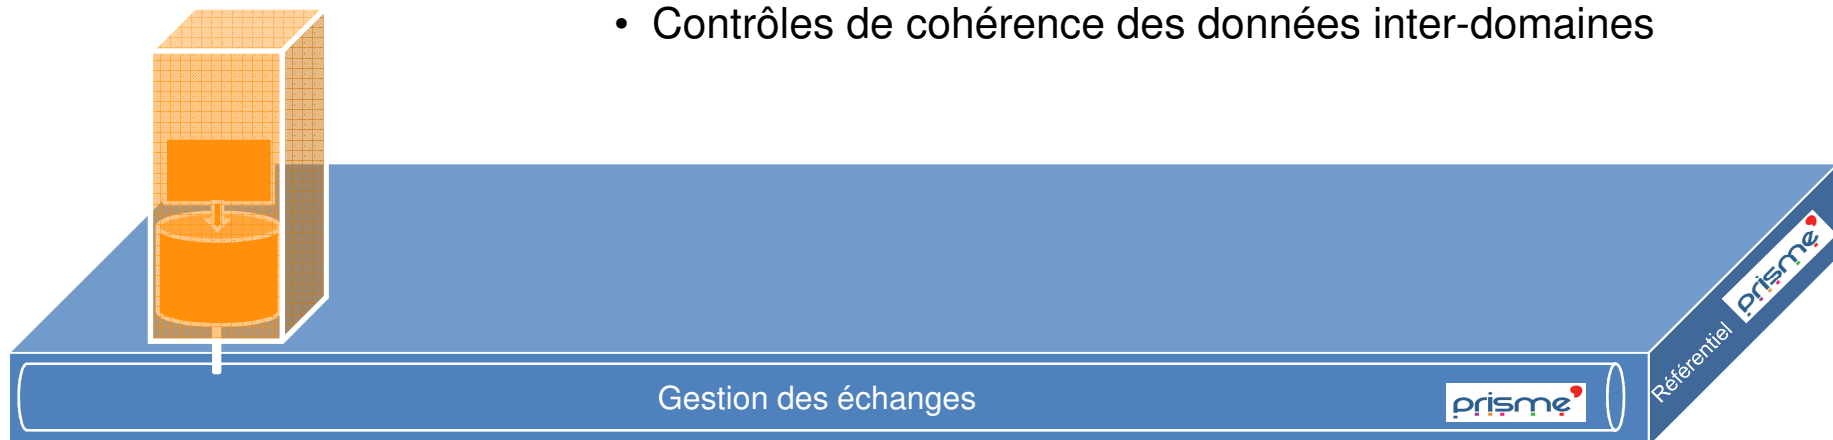 • Contrôles de cohérence des données inter-domaines
prisme
Référentiel
Gestion des échanges
prisme